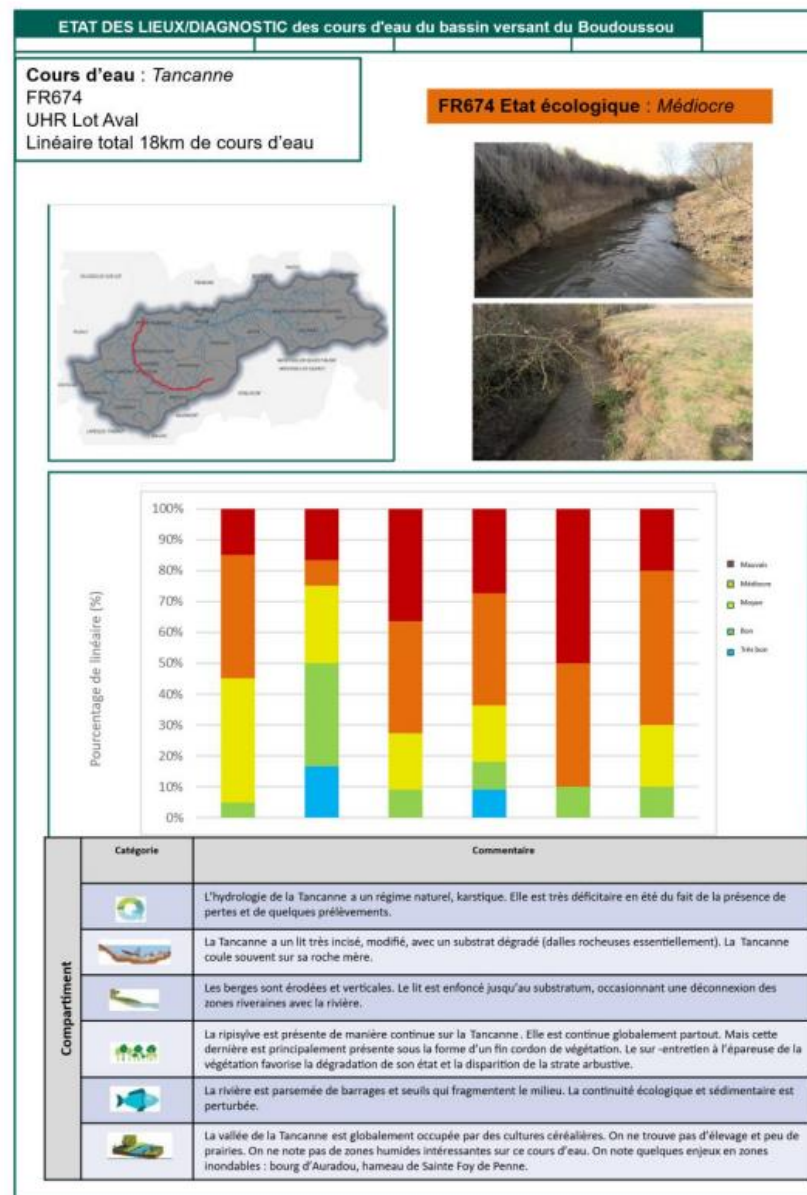 ETAT DES LIEUX/DIAGNOSTIC des cours d'eau du bassin versant du Boudoussou
Cours d'eau : Tancanne
FR674
UHR Lot Aval
Linéaire total 18km de cours d'eau
FR674 Etat écologique : Médiocre
Pourcentage de linéaire (%)
100%
90%
80%
70%
60%
50%
40%
30%
20%
10%
0%
Mauvais
Médiocre
Moyen
Bon
Très bon
Compartiment
Catégorie
Commentaire
L'hydrologie de la Tancanne a un régime naturel, karstique. Elle est très déficitaire en été du fait de la présence de
pertes et de quelques prélèvements.
La Tancanne a un lit très incisé, modifié, avec un substrat dégradé (dalles rocheuses essentiellement). La Tancanne
coule souvent sur sa roche mère.
Les berges sont érodées et verticales. Le lit est enfoncé jusqu'au substratum, occasionnant une déconnexion des
zones riveraines avec la rivière.
La ripisylve est présente de manière continue sur la Tancanne. Elle est continue globalement partout. Mais cette
dernière est principalement présente sous la forme d'un fin cordon de végétation. Le sur -entretien à l'épareuse de la
végétation favorise la dégradation de son état et la disparition de la strate arbustive.
La rivière est parsemée de barrages et seuils qui fragmentent le milieu. La continuité écologique et sédimentaire est
perturbée.
La vallée de la Tancanne est globalement occupée par des cultures céréalières. On ne trouve pas d'élevage et peu de
prairies. On ne note pas de zones humides intéressantes sur ce cours d'eau. On note quelques enjeux en zones
inondables : bourg d'Auradou, hameau de Sainte Foy de Penne.